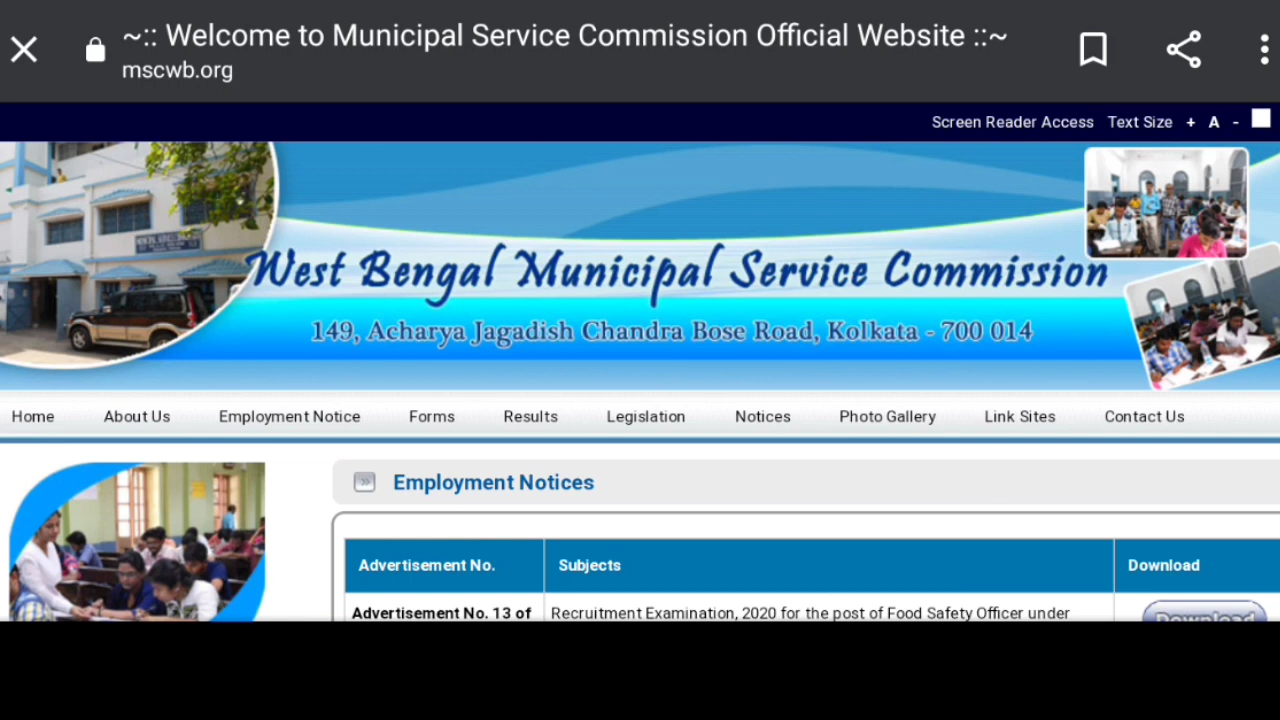 ~:: Welcome to Municipal Service Commission Official Website ::~
mscwb.org
Screen Reader Access Text Size + A -
West Bengal Municipal Service Commission
149, Acharya Jagadish Chandra Bose Road, Kolkata - 700 014
Home About Us Employment Notice Forms Results Legislation Notices Photo Gallery Link Sites Contact Us
Employment Notices
Advertisement No. Subjects Download
Advertisement No. 13 of Recruitment Examination, 2020 for the post of Food Safety Officer under Download